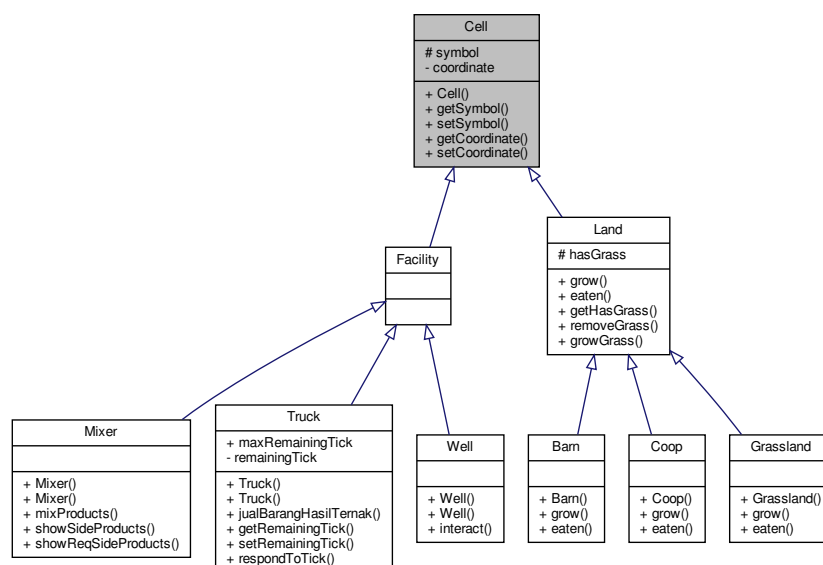 Cell
# symbol
- coordinate
+ Cell()
+ getSymbol()
+ setSymbol()
+ getCoordinate()
+ setCoordinate()
Facility
Land
# hasGrass
+ grow()
+ eaten()
+ getHasGrass()
+ removeGrass()
+ growGrass()
Mixer
+ Mixer()
+ Mixer()
+ mixProducts()
+ showSideProducts()
+ showReqSideProducts()
Truck
+ maxRemainingTick
- remainingTick
+ Truck()
+ Truck()
+ jualBarangHasilTernak()
+ getRemainingTick()
+ setRemainingTick()
+ respondToTick()
Well
+ Well()
+ Well()
+ interact()
Barn
+ Barn()
+ grow()
+ eaten()
Coop
+ Coop()
+ grow()
+ eaten()
Grassland
+ Grassland()
+ grow()
+ eaten()